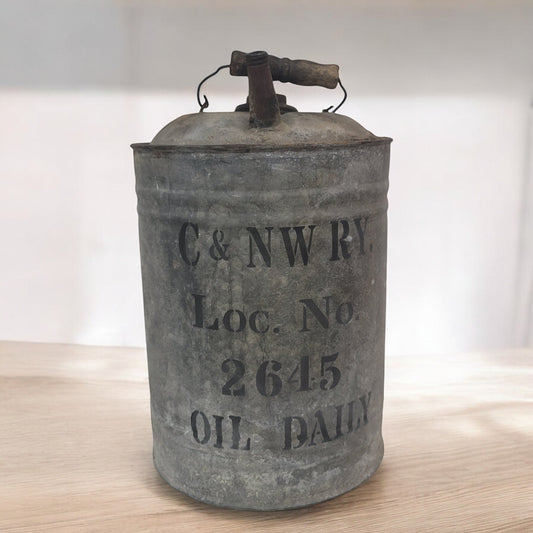 C & NW RY.
Loc. No.
2645
OIL DAILY